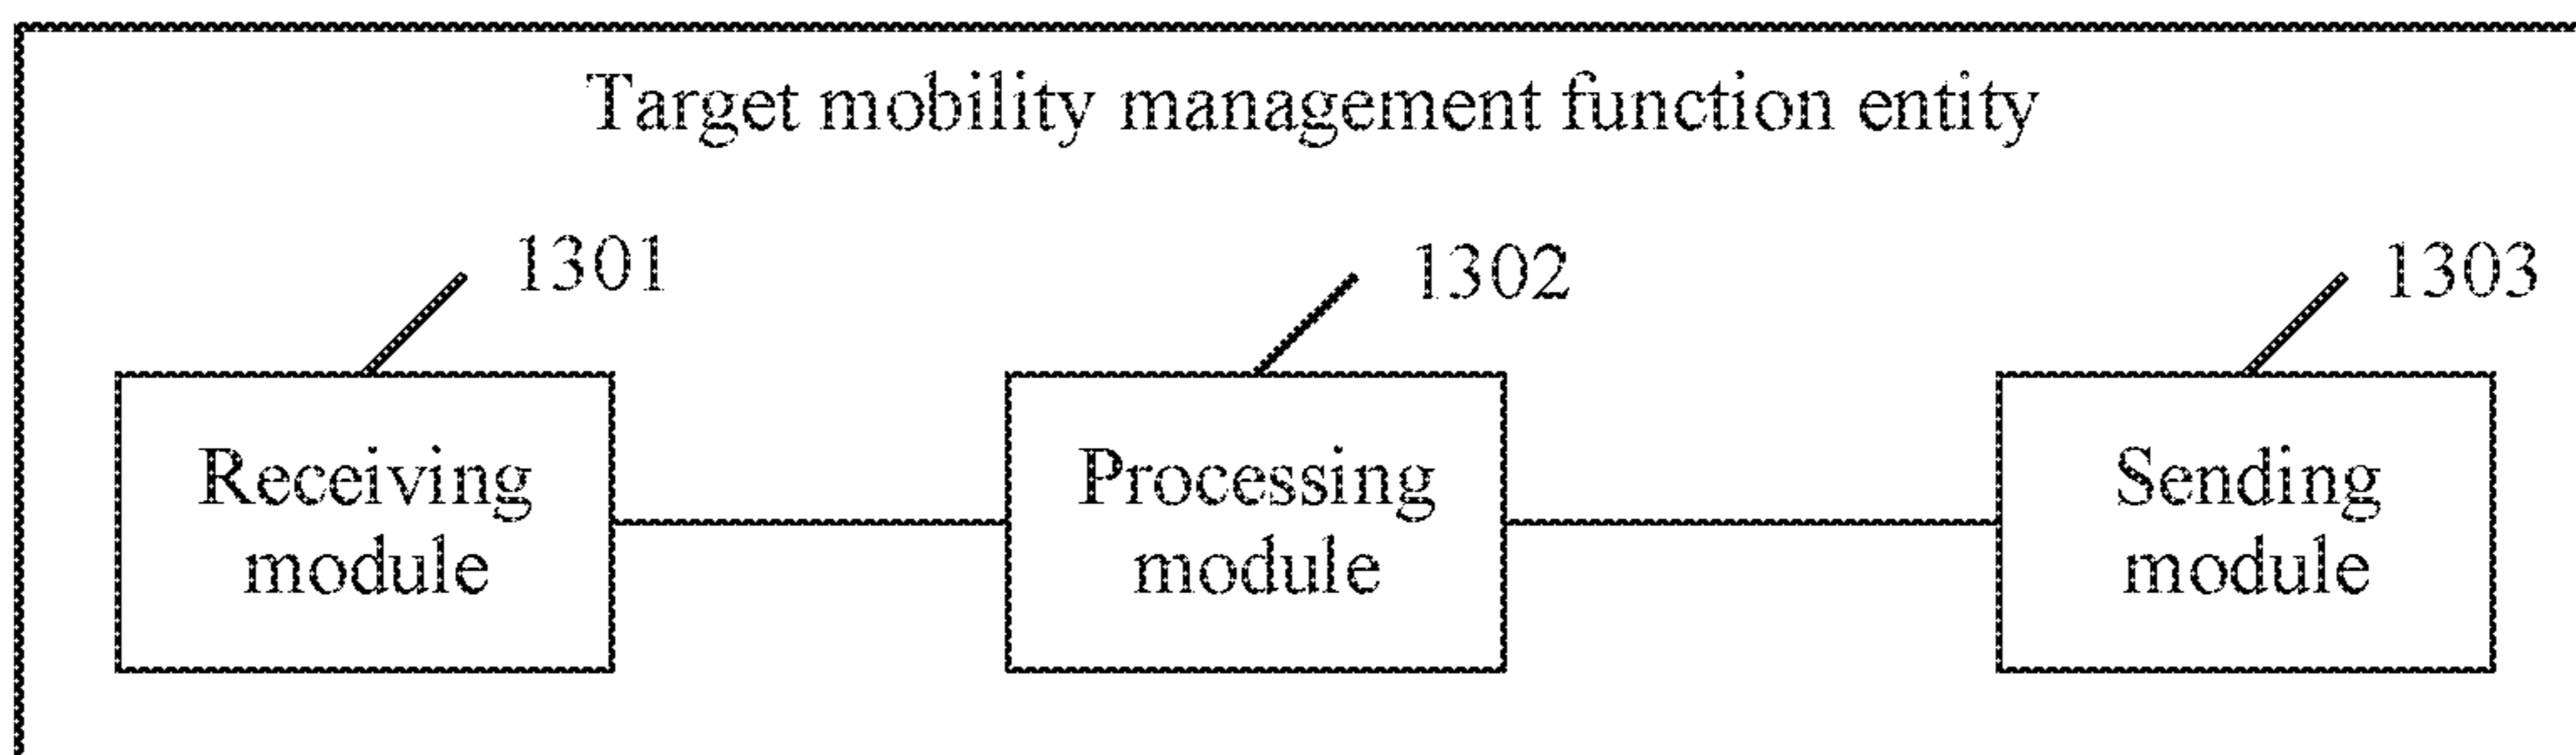 Target mobility management function entity
1301
1302
1303
Receiving
module
Processing
module
Sending
module